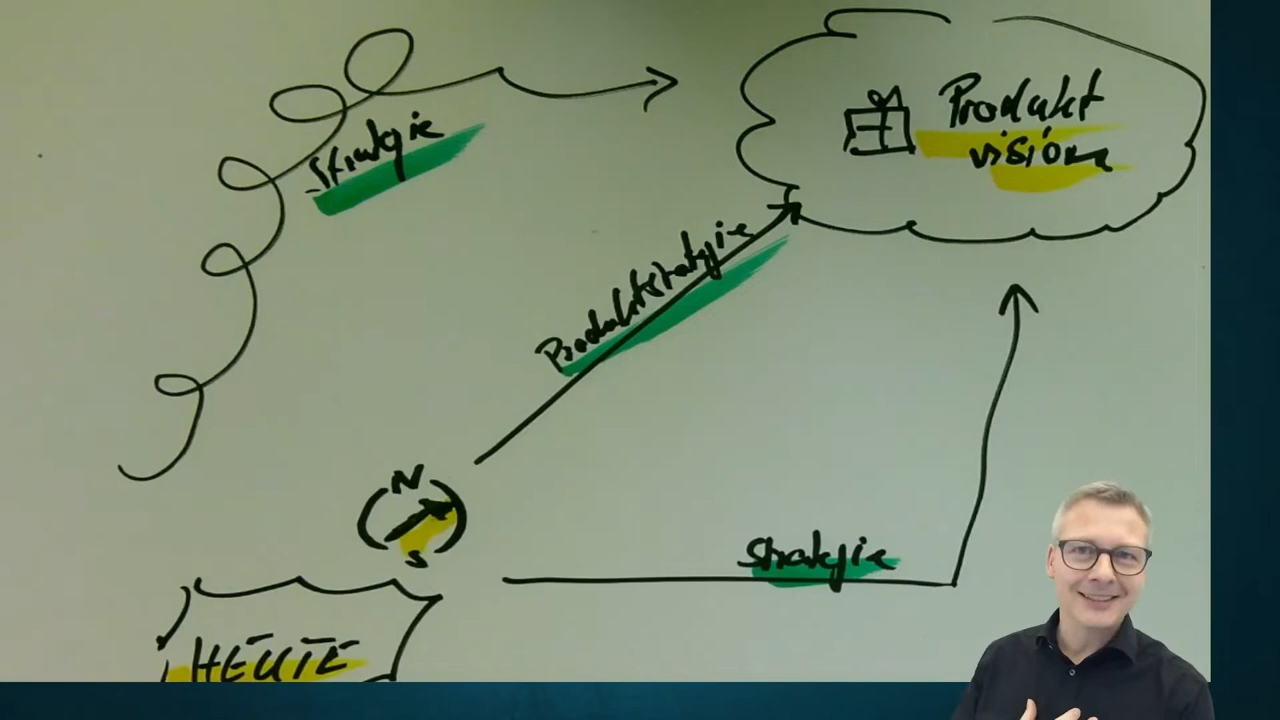 Strategie
Produkt
vision
Produktstrategie
N
S
Strategie
HEUTE